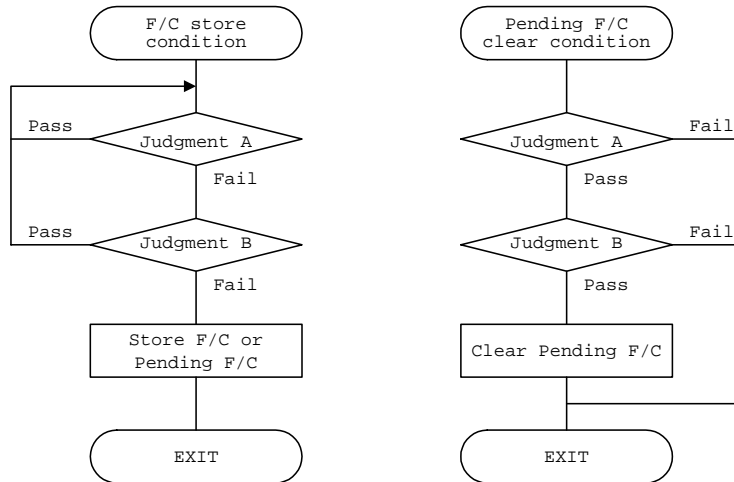 F/C store
condition
Pass
Judgment A
Fail
Pass
Judgment B
Fail
Store F/C or
Pending F/C
EXIT
Pending F/C
clear condition
Judgment A
Fail
Pass
Judgment B
Fail
Pass
Clear Pending F/C
EXIT